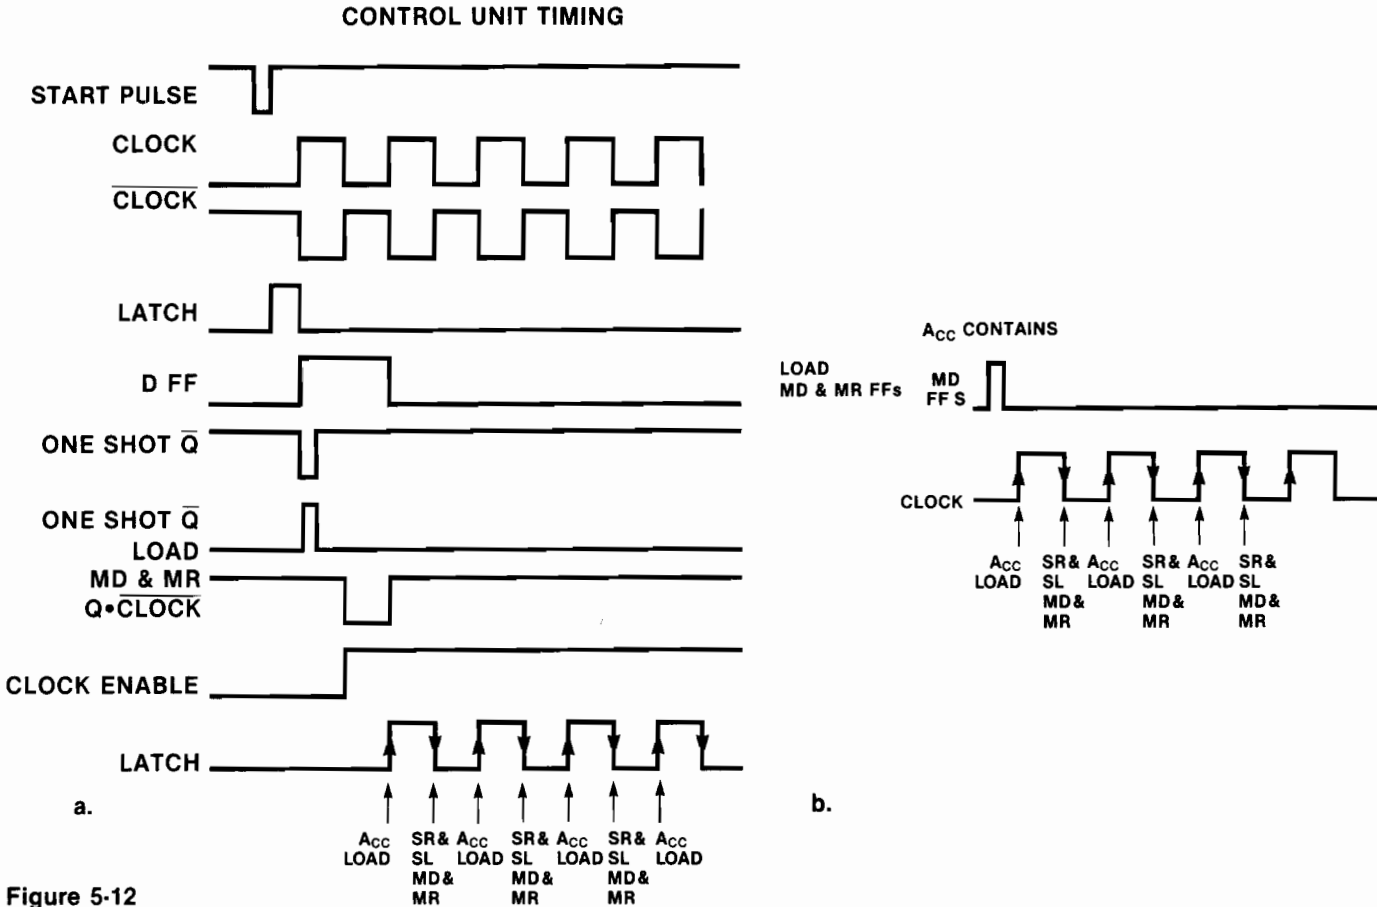 CONTROL UNIT TIMING
START PULSE
CLOCK
CLOCK
LATCH
D FF
ONE SHOT Q̅
ONE SHOT Q̅
LOAD
MD & MR
Q•C̅L̅O̅C̅K̅
CLOCK ENABLE
LATCH
a.
ACC LOAD
SR & SL MD & MR
ACC LOAD
SR & SL MD & MR
ACC LOAD
SR & SL MD & MR
ACC LOAD
Figure 5-12
ACC CONTAINS
LOAD
MD & MR FFs
MD
FF S
CLOCK
ACC LOAD
SR & SL MD & MR
ACC LOAD
SR & SL MD & MR
ACC LOAD
SR & SL MD & MR
b.